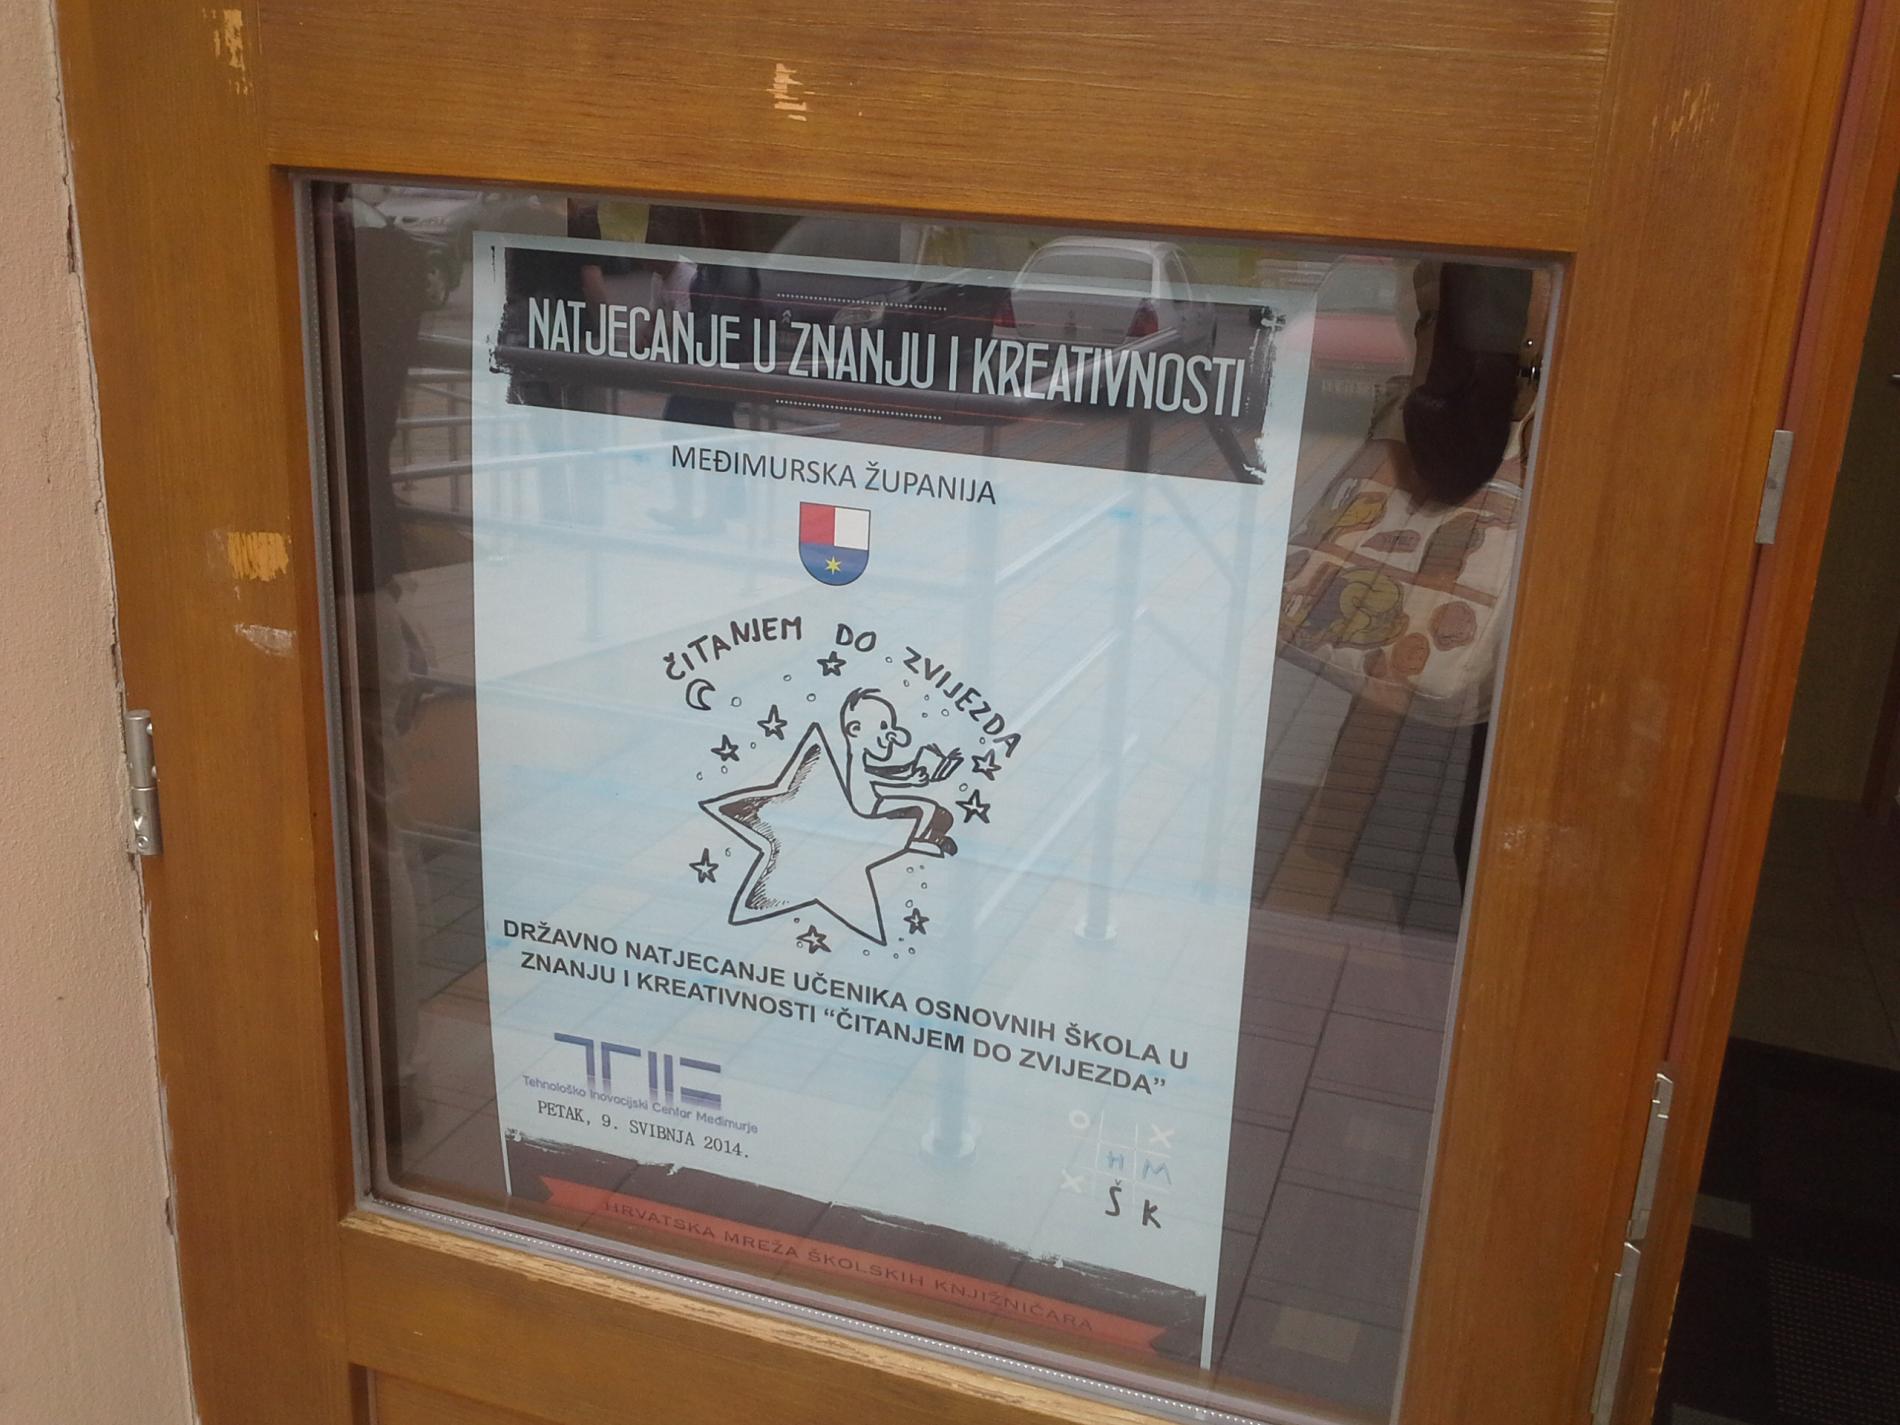 NATJECANJE U ZNANJU I KREATIVNOSTI
MEĐIMURSKA ŽUPANIJA
ČITANJEM DO ZVIJEZDA
DRŽAVNO NATJECANJE UČENIKA OSNOVNIH ŠKOLA U
ZNANJU I KREATIVNOSTI “ČITANJEM DO ZVIJEZDA”
TIC
Tehnološko Inovacijski Centar Međimurje
PETAK, 9. SVIBNJA 2014.
O X
H M
X Š K
HRVATSKA MREŽA ŠKOLSKIH KNJIŽNIČARA